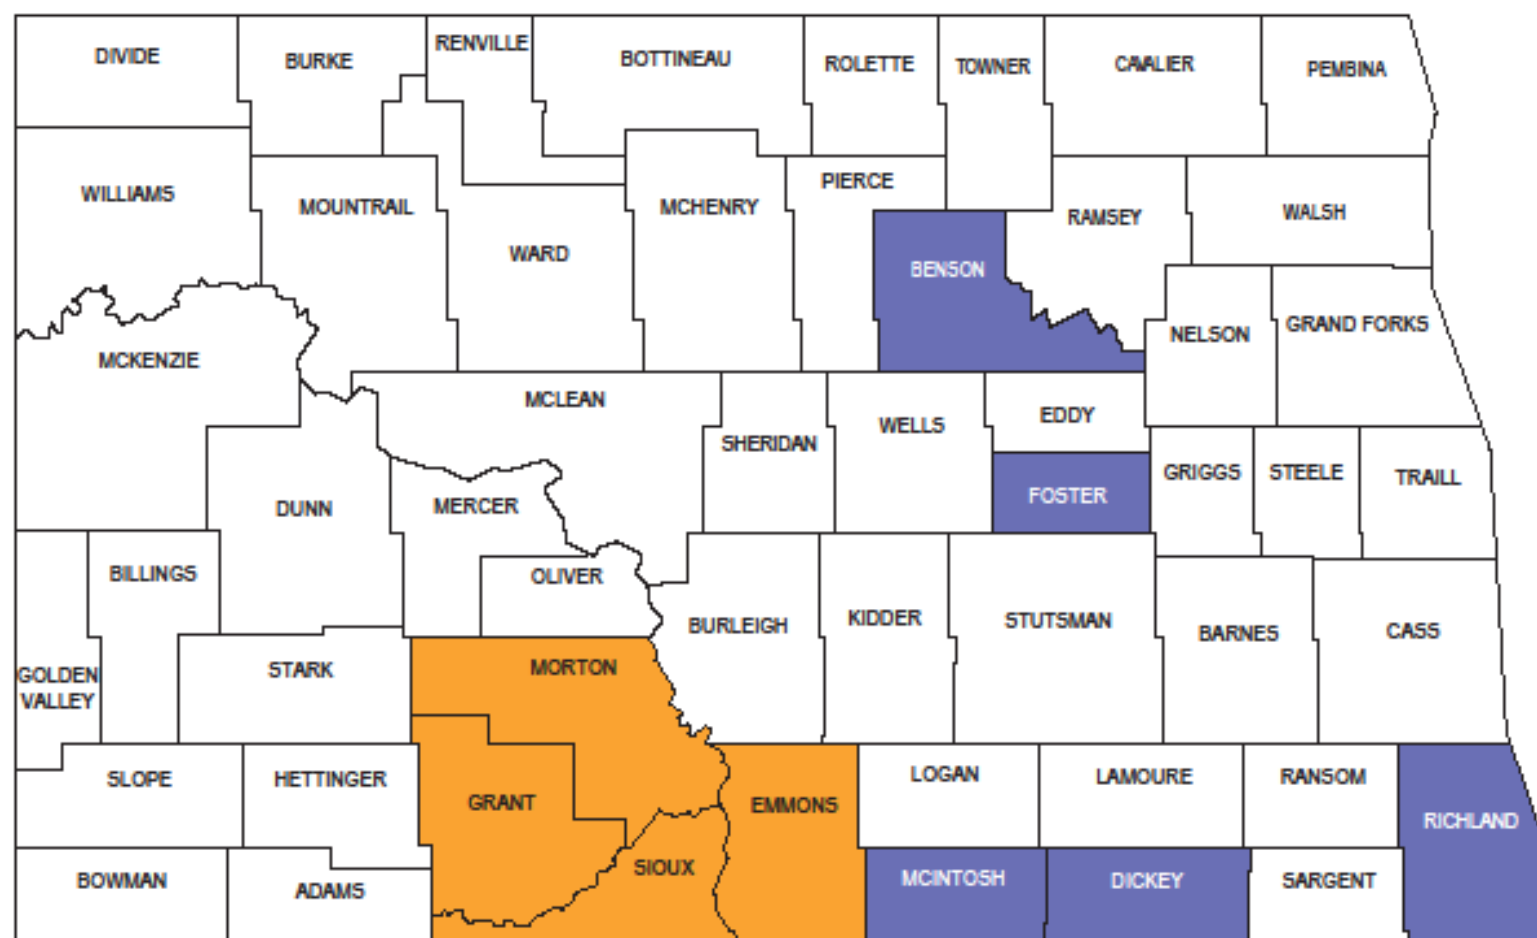 DIVIDE
BURKE
RENVILLE
BOTTINEAU
ROLETTE
TOWNER
CAVALIER
PEMBINA
WILLIAMS
MOUNTRAIL
WARD
MCHENRY
PIERCE
BENSON
RAMSEY
WALSH
MCKENZIE
MCLEAN
SHERIDAN
WELLS
EDDY
NELSON
GRAND FORKS
DUNN
MERCER
FOSTER
GRIGGS
STEELE
TRAILL
BILLINGS
OLIVER
BURLEIGH
KIDDER
STUTSMAN
BARNES
CASS
GOLDEN
VALLEY
STARK
MORTON
SLOPE
HETTINGER
GRANT
EMMONS
LOGAN
LAMOURE
RANSOM
RICHLAND
BOWMAN
ADAMS
SIOUX
MCINTOSH
DICKEY
SARGENT